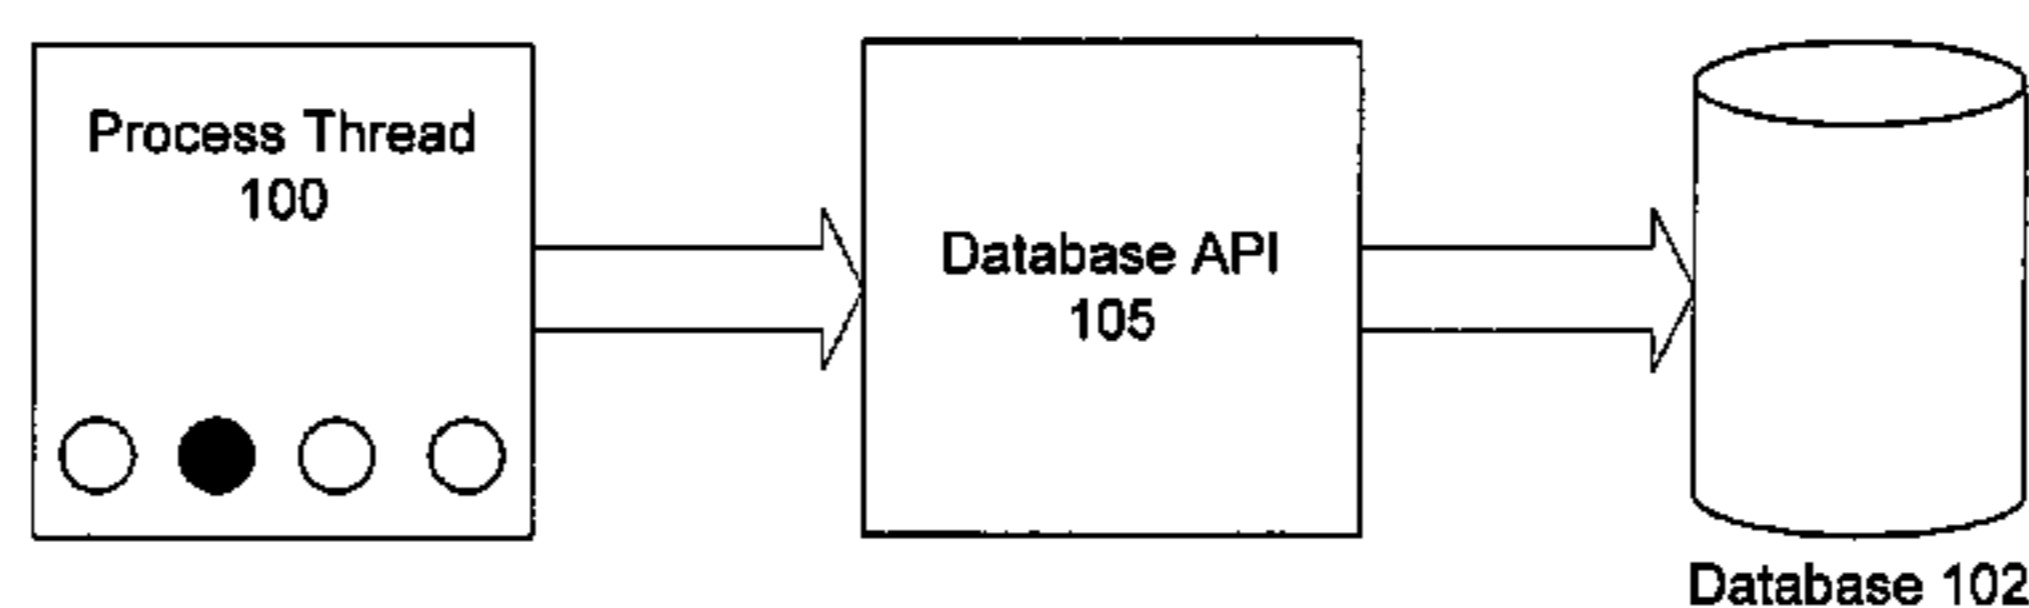 Process Thread
100
Database API
105
Database 102